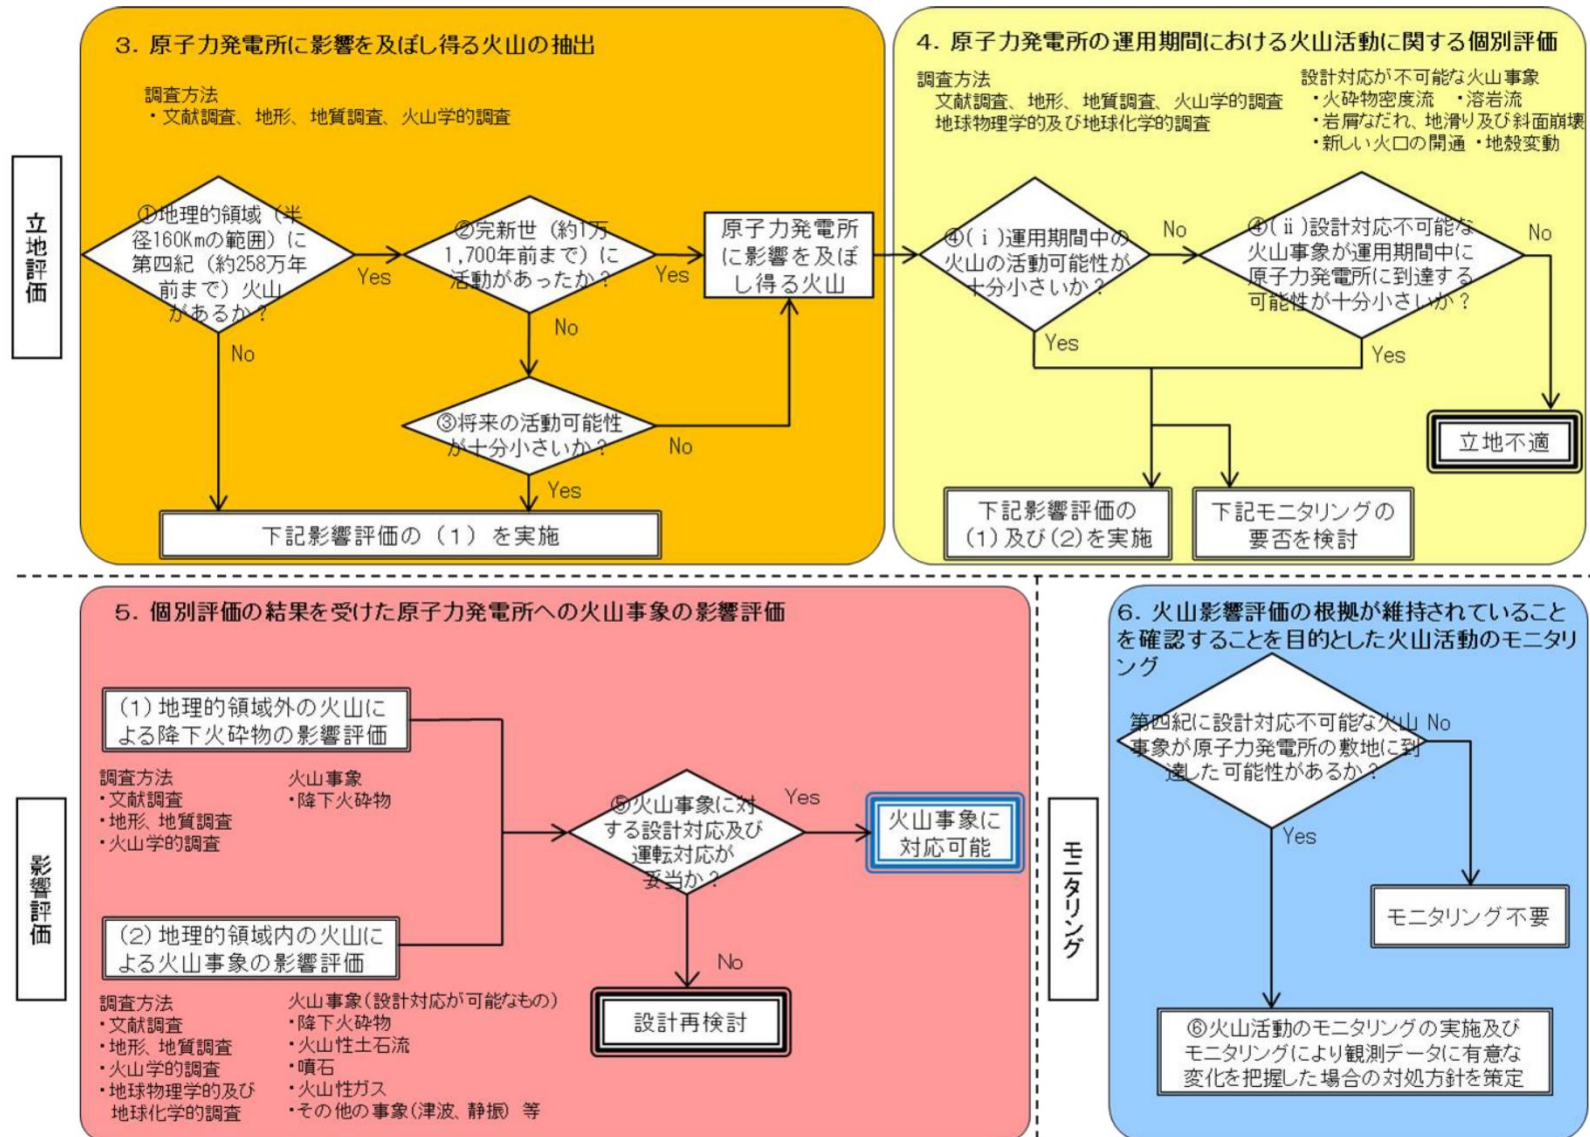 立地評価
3. 原子力発電所に影響を及ぼし得る火山の抽出
調査方法
・文献調査、地形、地質調査、火山学的調査
①地理的領域（半
径160Kmの範囲）に
第四紀（約258万年
前まで）火山
があるか？
Yes
No
②完新世（約1万
1,700年前まで）に
活動があったか？
Yes
No
③将来の活動可能性
が十分小さいか？
No
Yes
原子力発電所
に影響を及ぼ
し得る火山
下記影響評価の（1）を実施
4. 原子力発電所の運用期間における火山活動に関する個別評価
調査方法
文献調査、地形、地質調査、火山学的調査
地球物理学的及び地球化学的調査
設計対応が不可能な火山事象
・火砕物密度流 ・溶岩流
・岩屑なだれ、地滑り及び斜面崩壊
・新しい火口の開通 ・地殻変動
④(ⅰ)運用期間中の
火山の活動可能性が
十分小さいか？
No
Yes
④(ⅱ)設計対応不可能な
火山事象が運用期間中に
原子力発電所に到達する
可能性が十分小さいか？
No
Yes
立地不適
下記影響評価の
(1)及び(2)を実施
下記モニタリングの
要否を検討
影響評価
5. 個別評価の結果を受けた原子力発電所への火山事象の影響評価
(1)地理的領域外の火山に
よる降下火砕物の影響評価
調査方法
・文献調査
・地形、地質調査
・火山学的調査
火山事象
・降下火砕物
(2)地理的領域内の火山に
よる火山事象の影響評価
調査方法
・文献調査
・地形、地質調査
・火山学的調査
・地球物理学的及び
地球化学的調査
火山事象(設計対応が可能なもの)
・降下火砕物
・火山性土石流
・噴石
・火山性ガス
・その他の事象(津波、静振) 等
⑤火山事象に対
する設計対応及び
運転対応が
妥当か？
Yes
No
火山事象に
対応可能
設計再検討
モニタリング
6. 火山影響評価の根拠が維持されていること
を確認することを目的とした火山活動のモニタリ
ング
第四紀に設計対応不可能な火山
事象が原子力発電所の敷地に到
達した可能性があるか？
No
Yes
モニタリング不要
⑥火山活動のモニタリングの実施及び
モニタリングにより観測データに有意な
変化を把握した場合の対処方針を策定